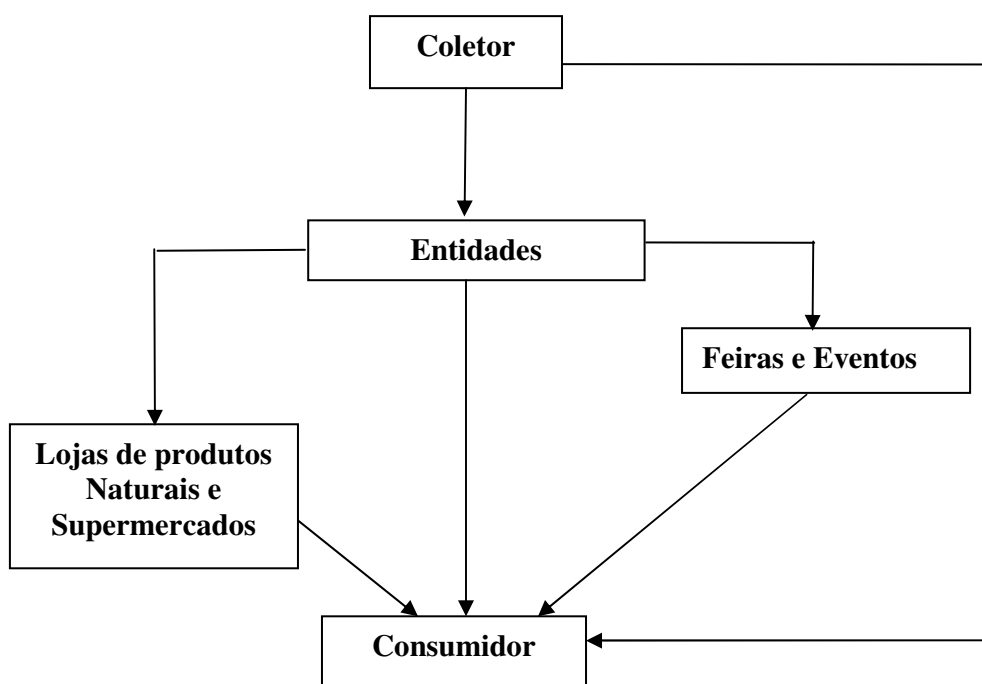 Coletor
Entidades
Feiras e Eventos
Lojas de produtos
Naturais e
Supermercados
Consumidor